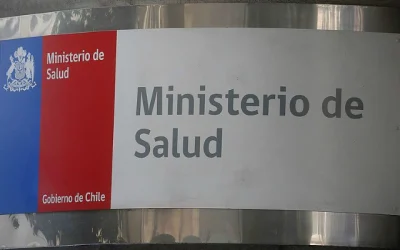 Ministerio de
Salud
Gobierno de Chile
Ministerio de
Salud